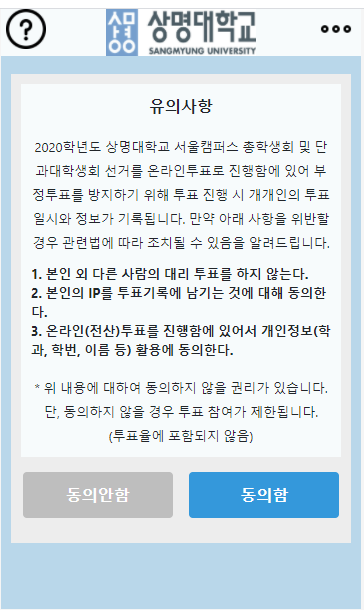 ?
상명
상명대학교
SANGMYUNG UNIVERSITY
유의사항
2020학년도 상명대학교 서울캠퍼스 총학생회 및 단
과대학생회 선거를 온라인투표로 진행함에 있어 부
정투표를 방지하기 위해 투표 진행 시 개개인의 투표
일시와 정보가 기록됩니다. 만약 아래 사항을 위반할
경우 관련법에 따라 조치될 수 있음을 알려드립니다.
1. 본인 외 다른 사람의 대리 투표를 하지 않는다.
2. 본인의 IP를 투표기록에 남기는 것에 대해 동의한
다.
3. 온라인(전산)투표를 진행함에 있어서 개인정보(학
과, 학번, 이름 등) 활용에 동의한다.
* 위 내용에 대하여 동의하지 않을 권리가 있습니다.
단, 동의하지 않을 경우 투표 참여가 제한됩니다.
(투표율에 포함되지 않음)
동의안함
동의함